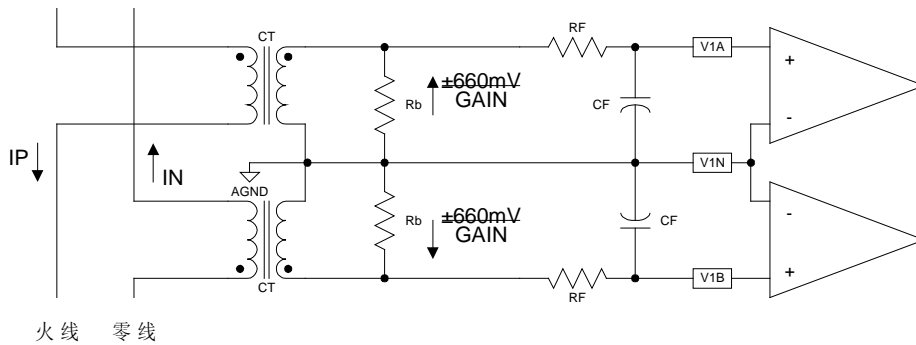 CT
RF
V1A
+
±660mV
GAIN
Rb
CF
-
IP
IN
AGND
V1N
±660mV
GAIN
Rb
CF
-
+
CT
RF
V1B
火线 零线